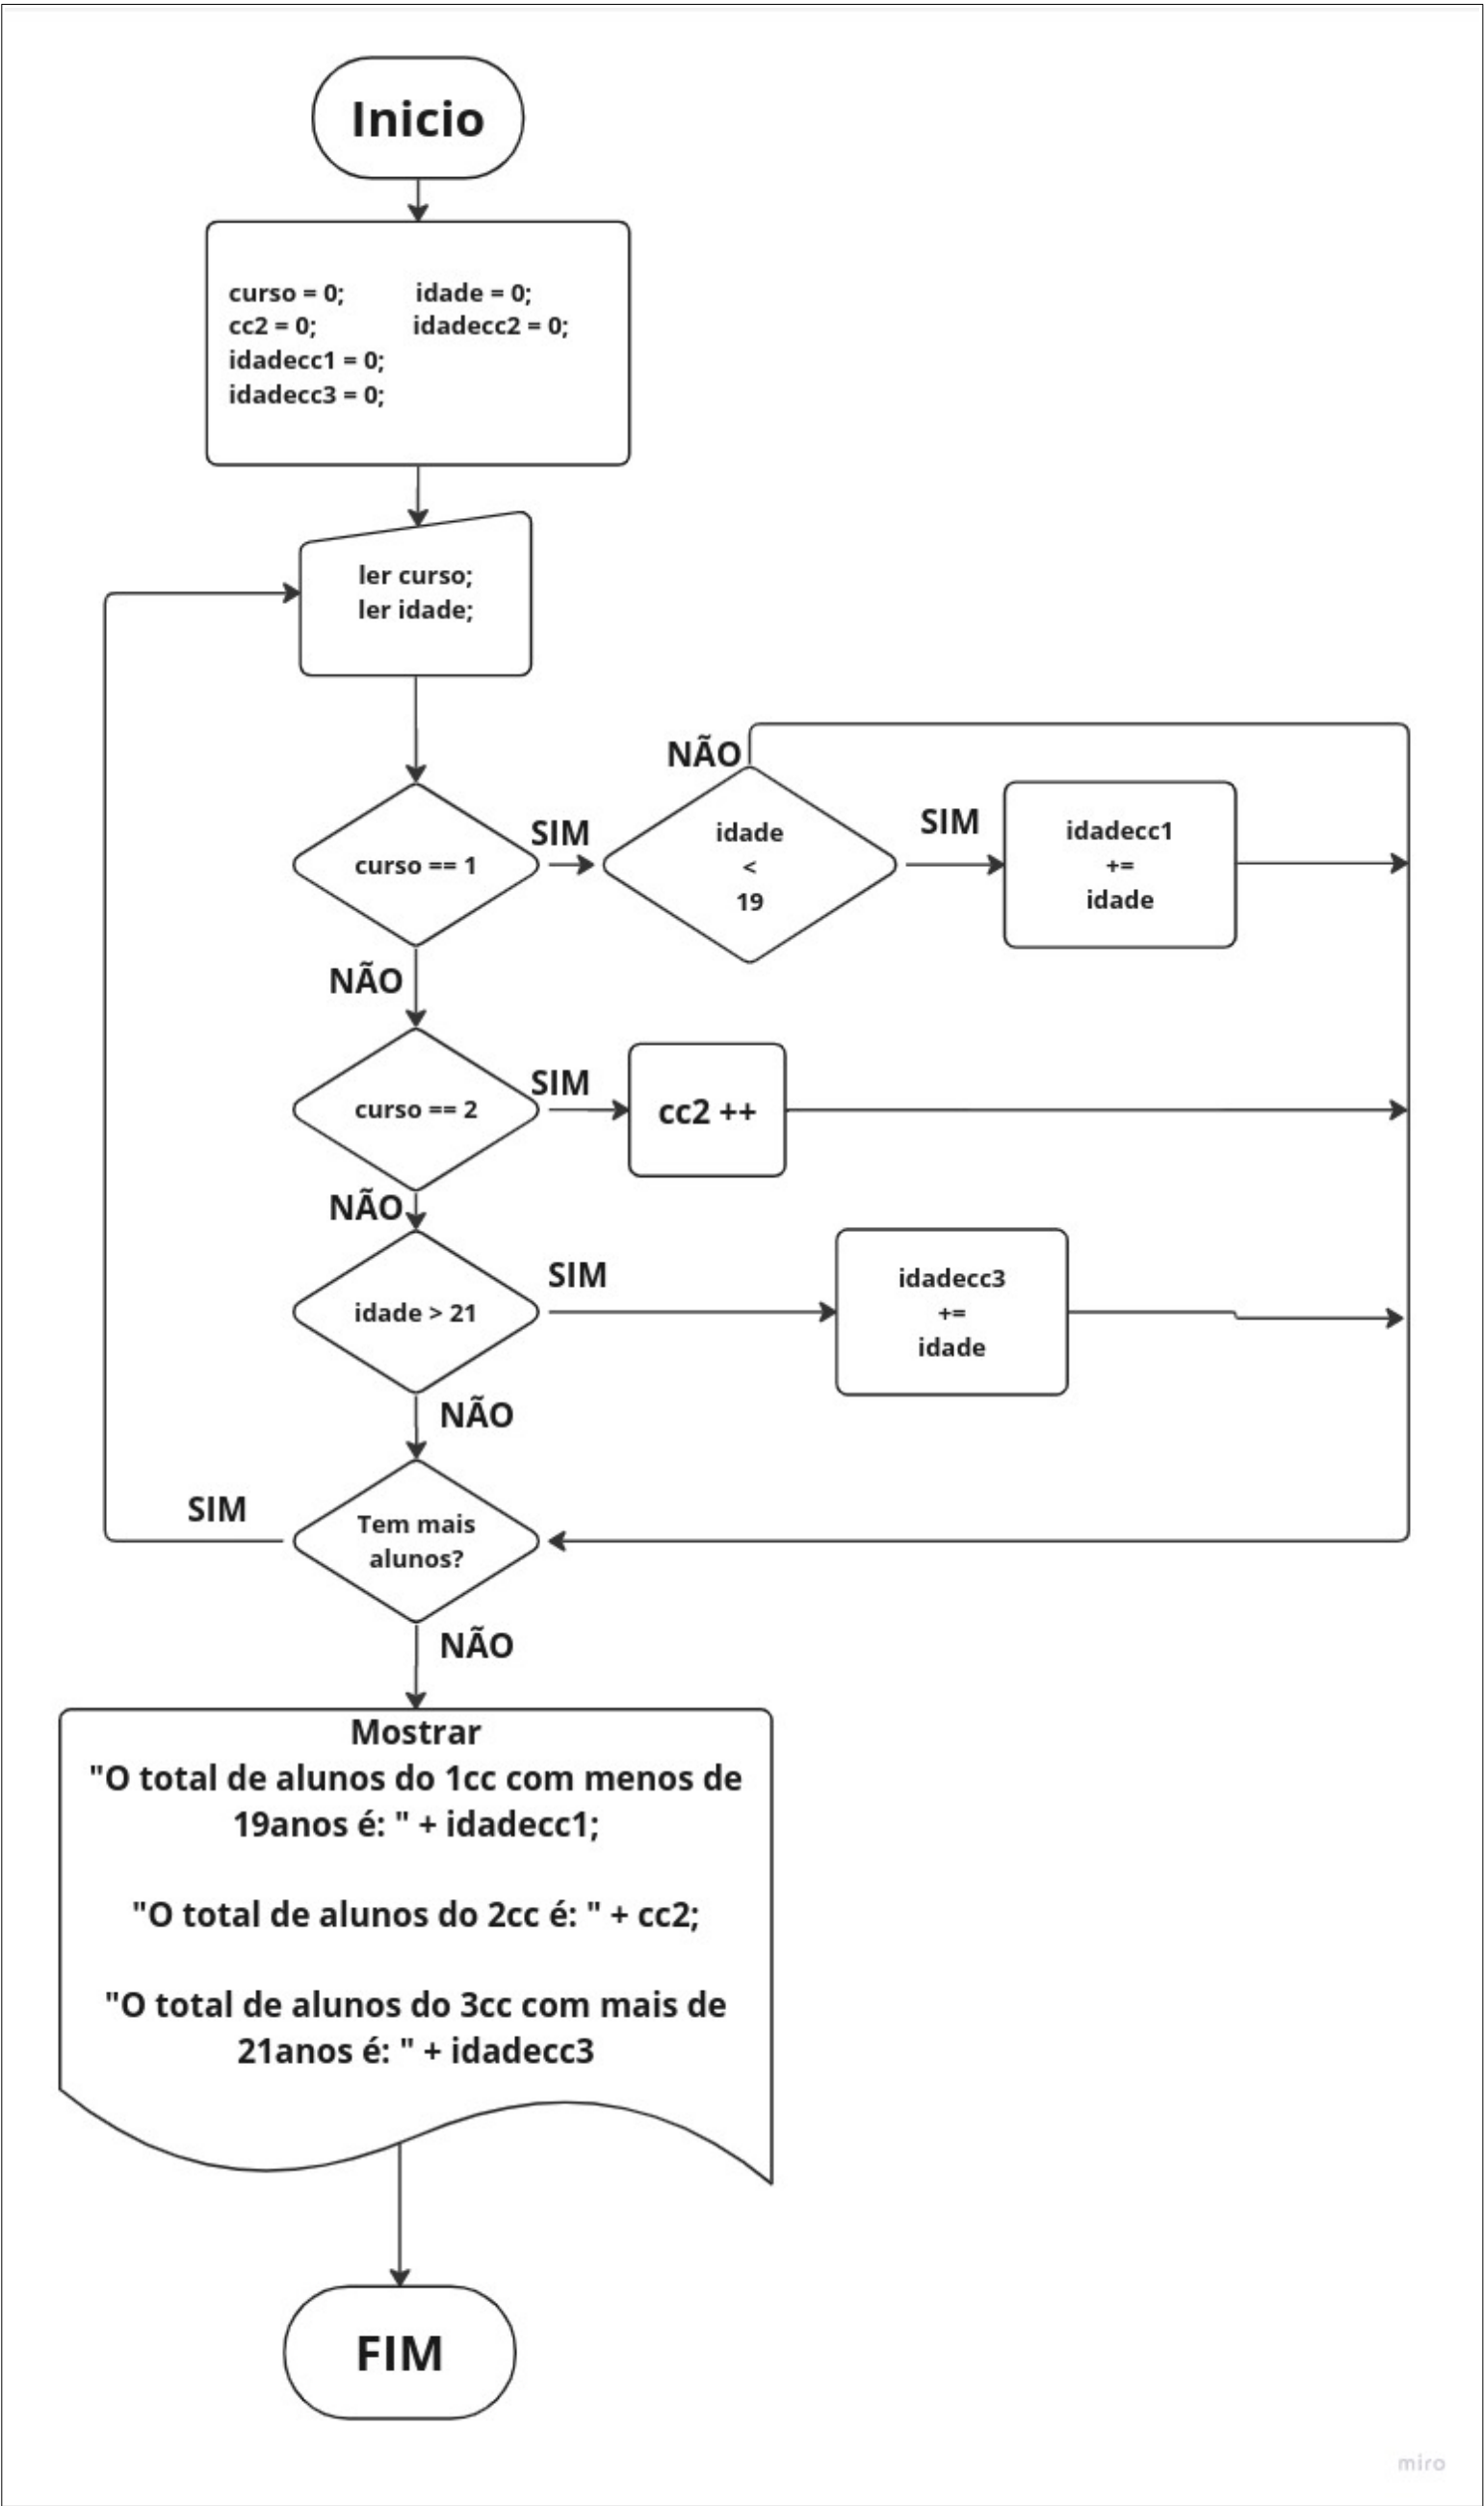 Inicio
curso = 0; idade = 0;
cc2 = 0; idadecc2 = 0;
idadecc1 = 0;
idadecc3 = 0;
ler curso;
ler idade;
NÃO
curso == 1
SIM
idade
<
19
SIM
idadecc1
+=
idade
NÃO
curso == 2
SIM
cc2 ++
NÃO
idade > 21
SIM
idadecc3
+=
idade
NÃO
SIM
Tem mais
alunos?
NÃO
Mostrar
"O total de alunos do 1cc com menos de
19anos é: " + idadecc1;
"O total de alunos do 2cc é: " + cc2;
"O total de alunos do 3cc com mais de
21anos é: " + idadecc3
FIM
miro